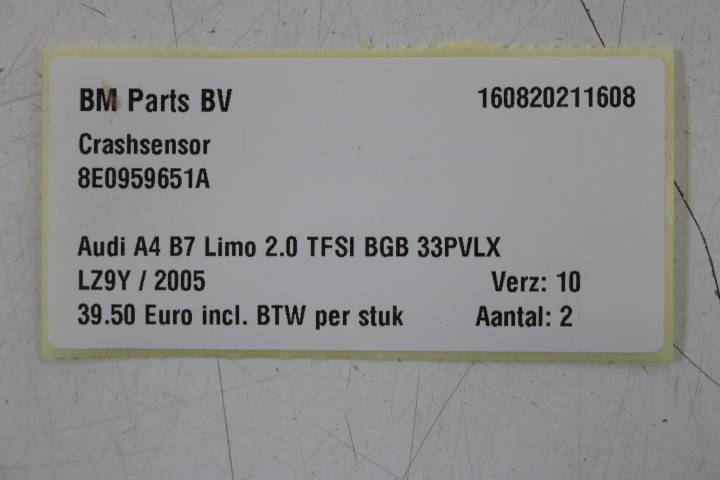 BM Parts BV 160820211608
Crashsensor
8E0959651A
Audi A4 B7 Limo 2.0 TFSI BGB 33PVLX
LZ9Y / 2005 Verz: 10
39.50 Euro incl. BTW per stuk Aantal: 2